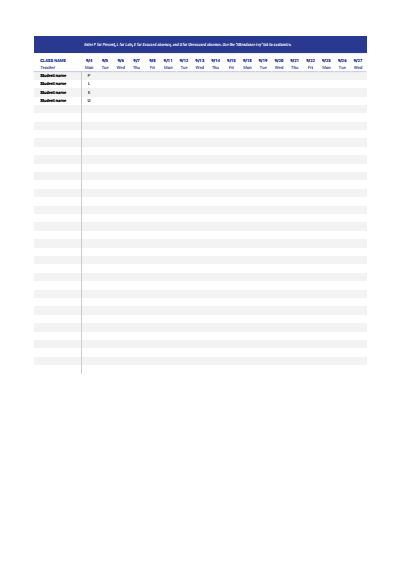 Enter P for Present, L for Late, E for Excused absence, and U for Unexcused absence. Use the "Attendance key" tab to customize.
CLASS NAME 9/4 9/5 9/6 9/7 9/8 9/11 9/12 9/13 9/14 9/15 9/18 9/19 9/20 9/21 9/22 9/25 9/26 9/27
Teacher Mon Tue Wed Thu Fri Mon Tue Wed Thu Fri Mon Tue Wed Thu Fri Mon Tue Wed
Student name P
Student name L
Student name E
Student name U